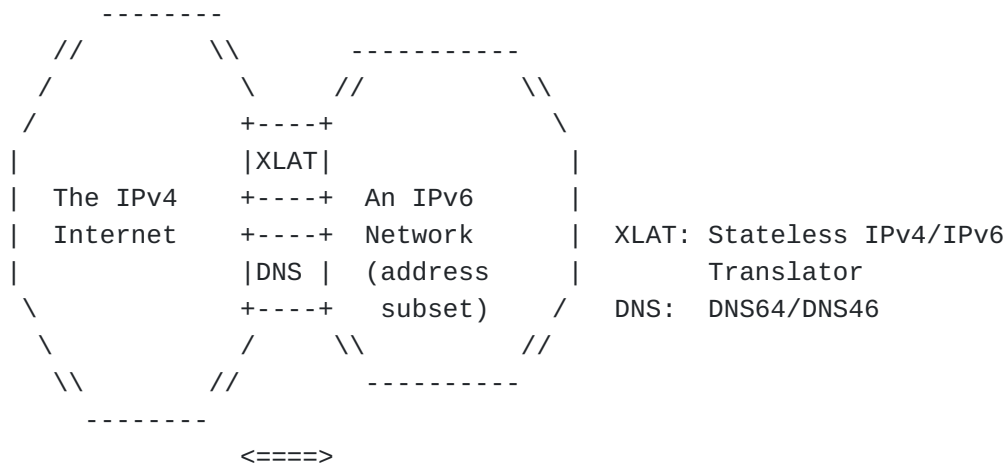 --------
     //        \\         -----------
    /            \     //            \\
   /             +----+                \
  |              |XLAT|                |
  |  The IPv4    +----+  An IPv6       |
  |  Internet    +----+  Network       |  XLAT: Stateless IPv4/IPv6
  |              |DNS |  (address      |        Translator
   \             +----+   subset)     /   DNS:  DNS64/DNS46
    \            /     \\          //
     \\        //         ----------
       --------
                 <====>